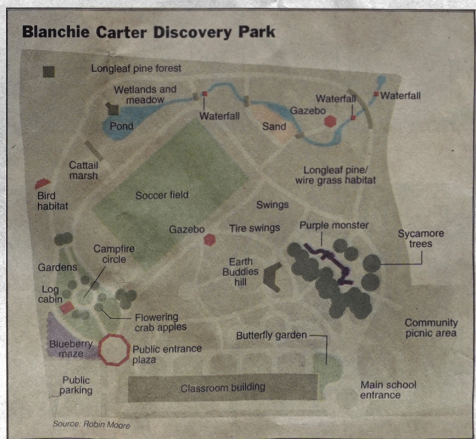 Blanchie Carter Discovery Park
Longleaf pine forest
Wetlands and
meadow
Pond
Waterfall
Gazebo
Sand
Waterfall
Waterfall
Cattail
marsh
Longleaf pine/
wire grass habitat
Bird
habitat
Soccer field
Swings
Tire swings
Purple monster
Gazebo
Sycamore
trees
Campfire
circle
Gardens
Earth
Buddies
hill
Log
cabin
Flowering
crab apples
Community
picnic area
Butterfly garden
Blueberry
maze
Public entrance
plaza
Public
parking
Classroom building
Main school
entrance
Source: Robin Moore